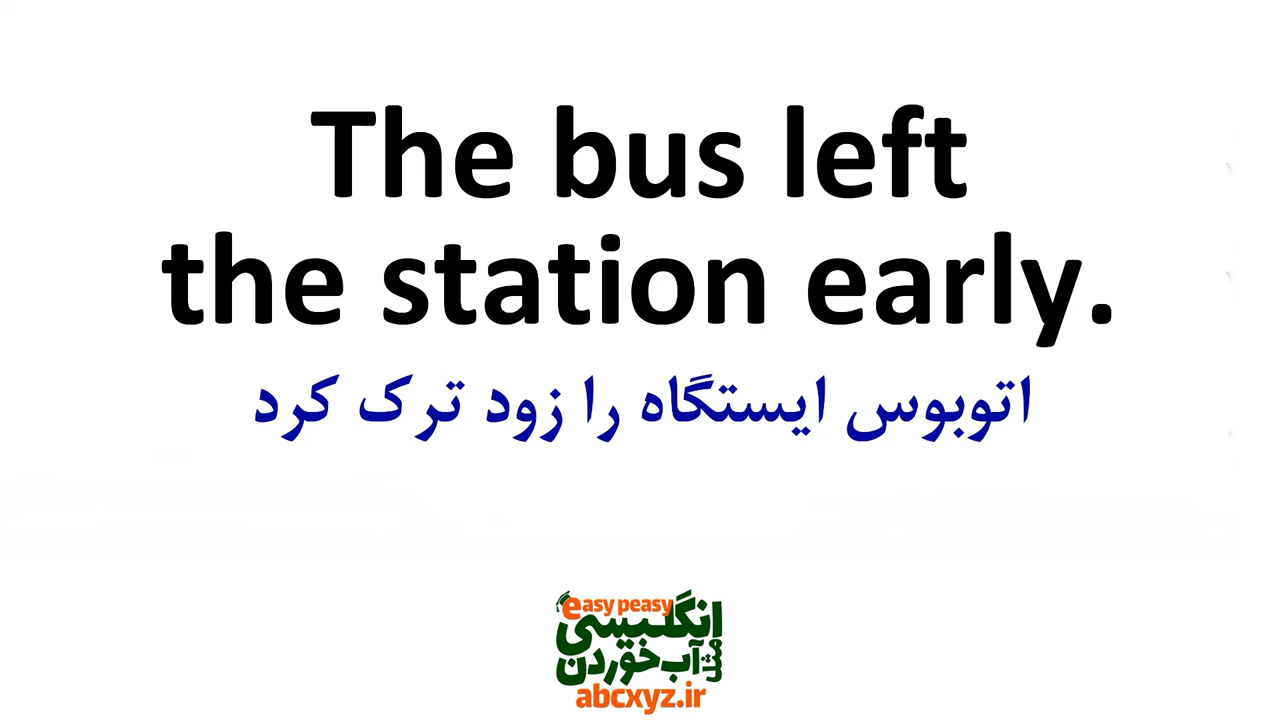 The bus left
the station early.
اتوبوس ایستگاه را زود ترک کرد
easy peasy
انگلیسی
مثل آب خوردن
abcxyz.ir